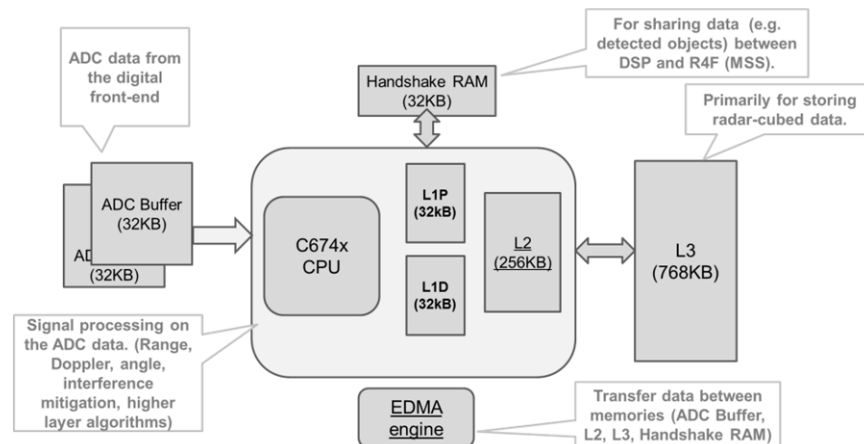 ADC data from
the digital
front-end
Handshake RAM
(32KB)
For sharing data (e.g.
detected objects) between
DSP and R4F (MSS).
Primarily for storing
radar-cubed data.
ADC Buffer
(32KB)
(32KB)
C674x
CPU
L1P
(32kB)
L1D
(32kB)
L2
(256KB)
L3
(768KB)
Signal processing on
the ADC data. (Range,
Doppler, angle,
interference
mitigation, higher
layer algorithms)
EDMA
engine
Transfer data between
memories (ADC Buffer,
L2, L3, Handshake RAM)